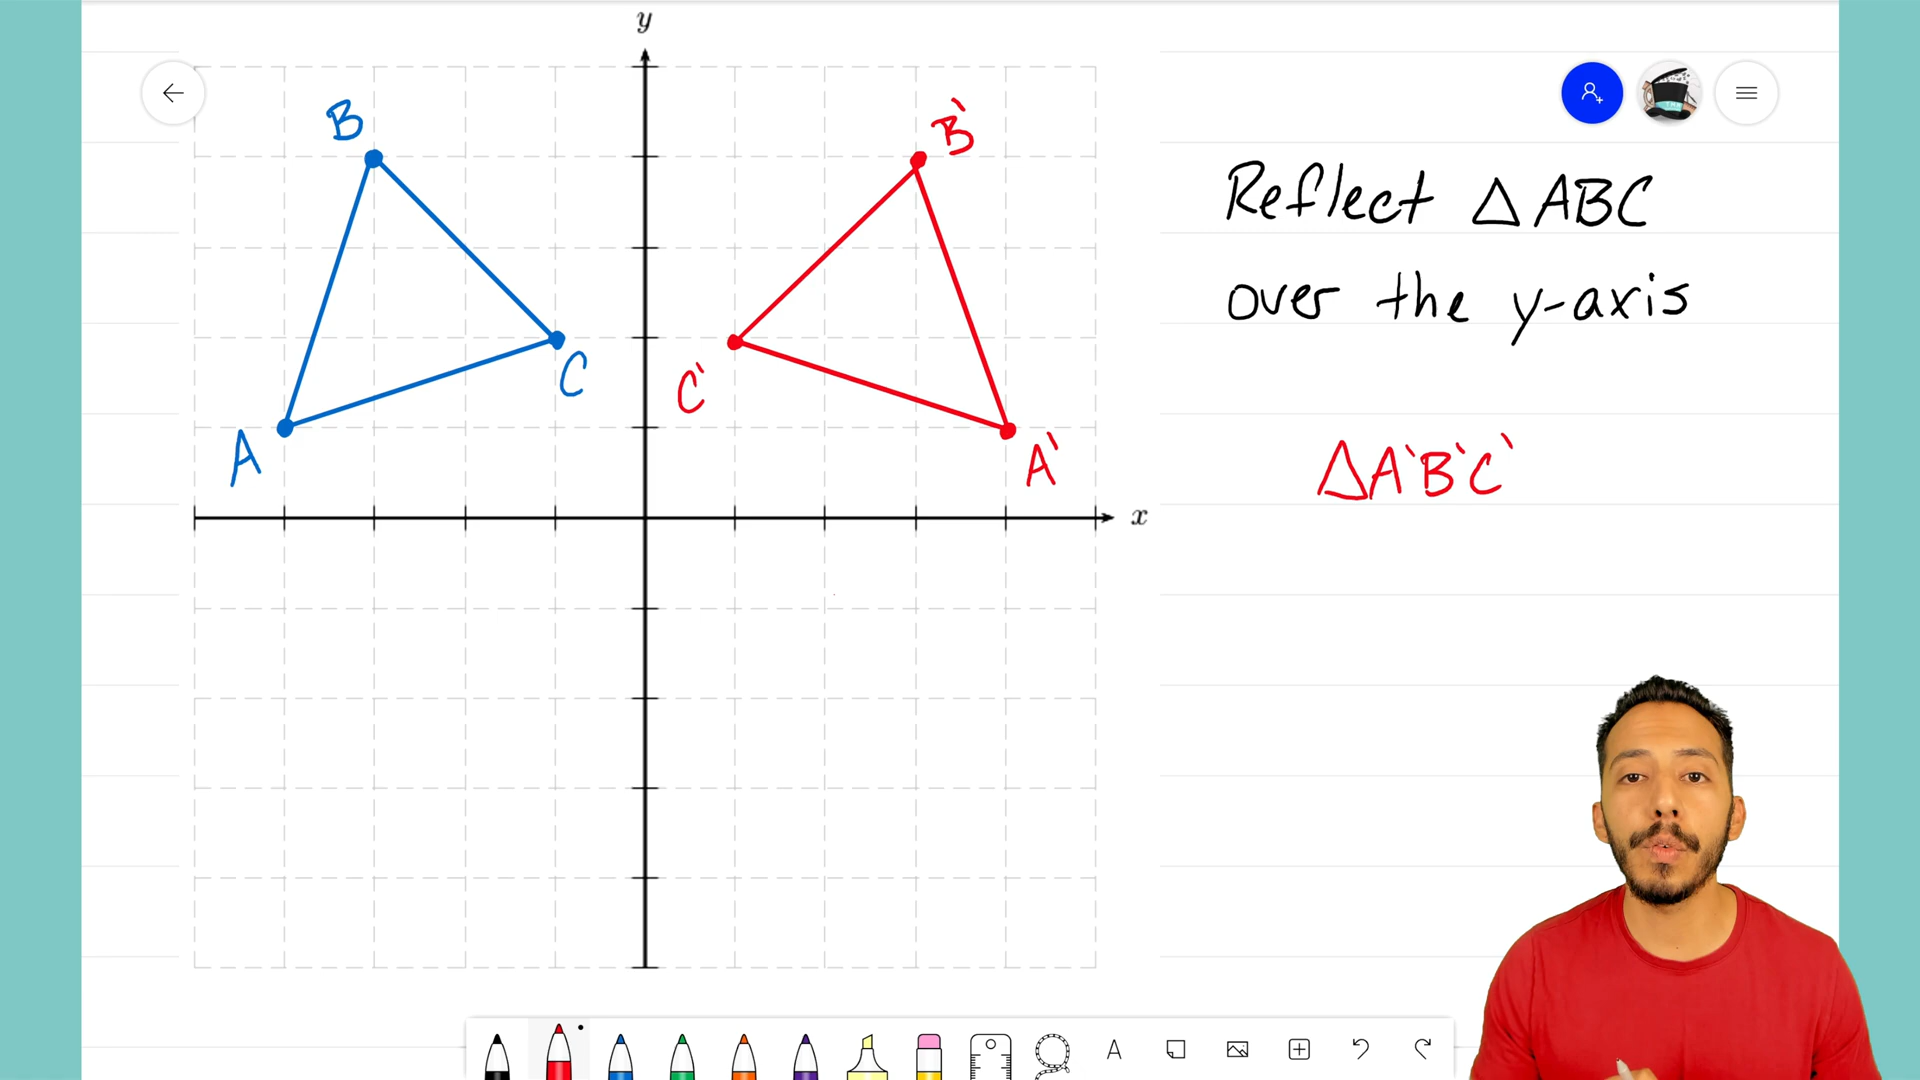 y
B
B'
Reflect △ ABC
over the y-axis
C
C'
A
A'
△A'B'C'
x
A